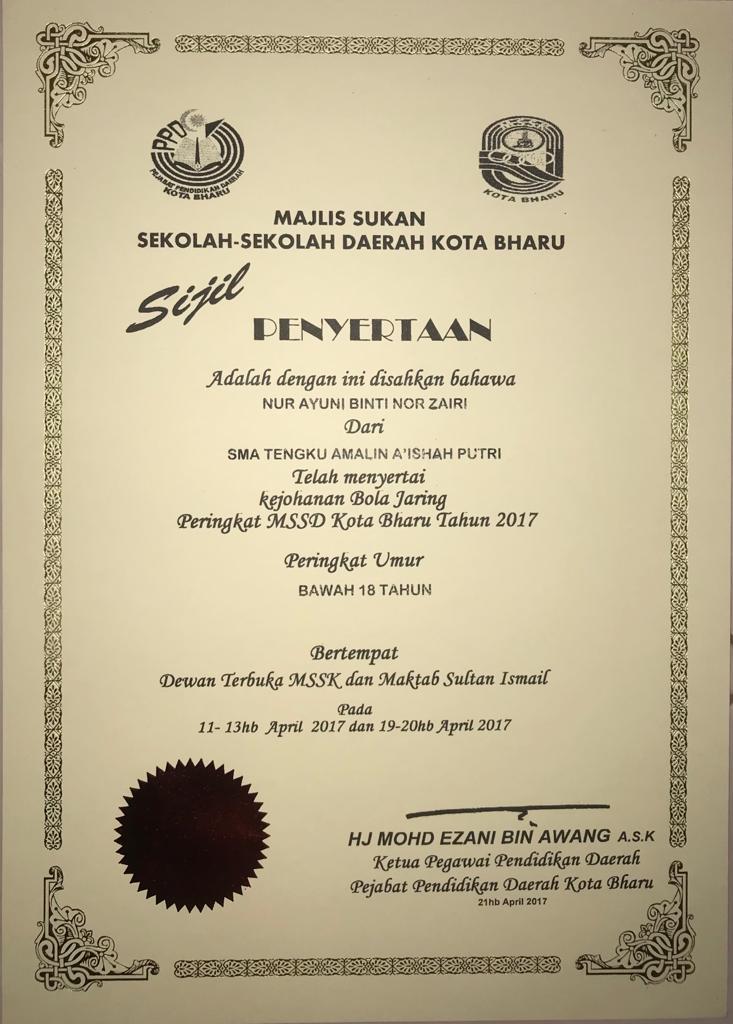 PPD
PEJABAT PENDIDIKAN DAERAH
KOTA BHARU
KOTA BHARU
MAJLIS SUKAN
SEKOLAH-SEKOLAH DAERAH KOTA BHARU
Sijil
PENYERTAAN
Adalah dengan ini disahkan bahawa
NUR AYUNI BINTI NOR ZAIRI
Dari
SMA TENGKU AMALIN A'ISHAH PUTRI
Telah menyertai
kejohanan Bola Jaring
Peringkat MSSD Kota Bharu Tahun 2017
Peringkat Umur
BAWAH 18 TAHUN
Bertempat
Dewan Terbuka MSSK dan Maktab Sultan Ismail
Pada
11- 13hb April 2017 dan 19-20hb April 2017
HJ MOHD EZANI BIN AWANG A.S.K
Ketua Pegawai Pendidikan Daerah
Pejabat Pendidikan Daerah Kota Bharu
21hb April 2017